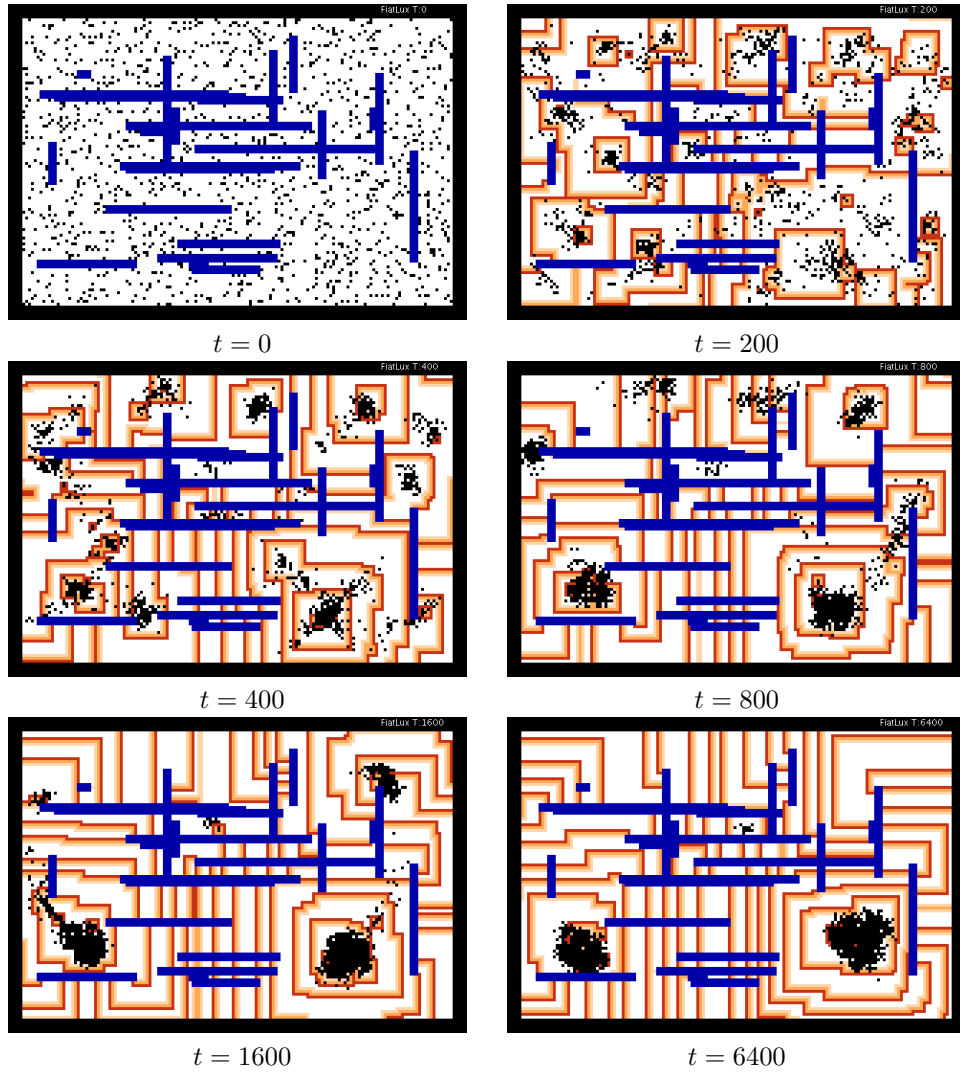 FiatLux T:0 FiatLux T:200
t = 0 t = 200
FiatLux T:400 FiatLux T:800
t = 400 t = 800
FiatLux T:1600 FiatLux T:6400
t = 1600 t = 6400